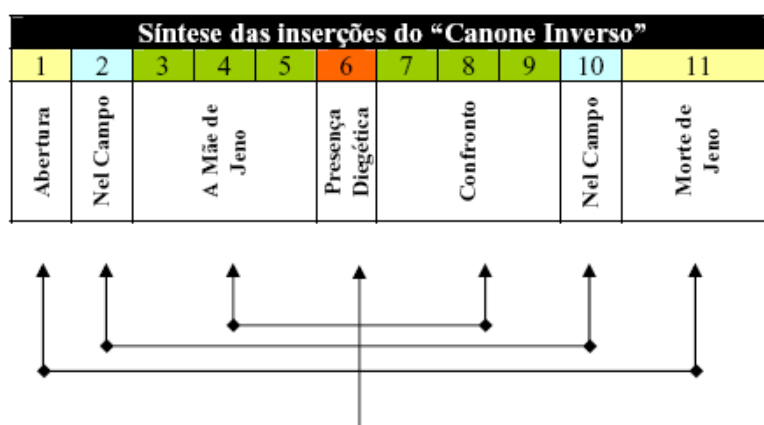 Síntese das inserções do “Canone Inverso”
1 2 3 4 5 6 7 8 9 10 11
Abertura
Nel Campo
A Mãe de
Jeno
Presença
Diegética
Confronto
Nel Campo
Morte de
Jeno